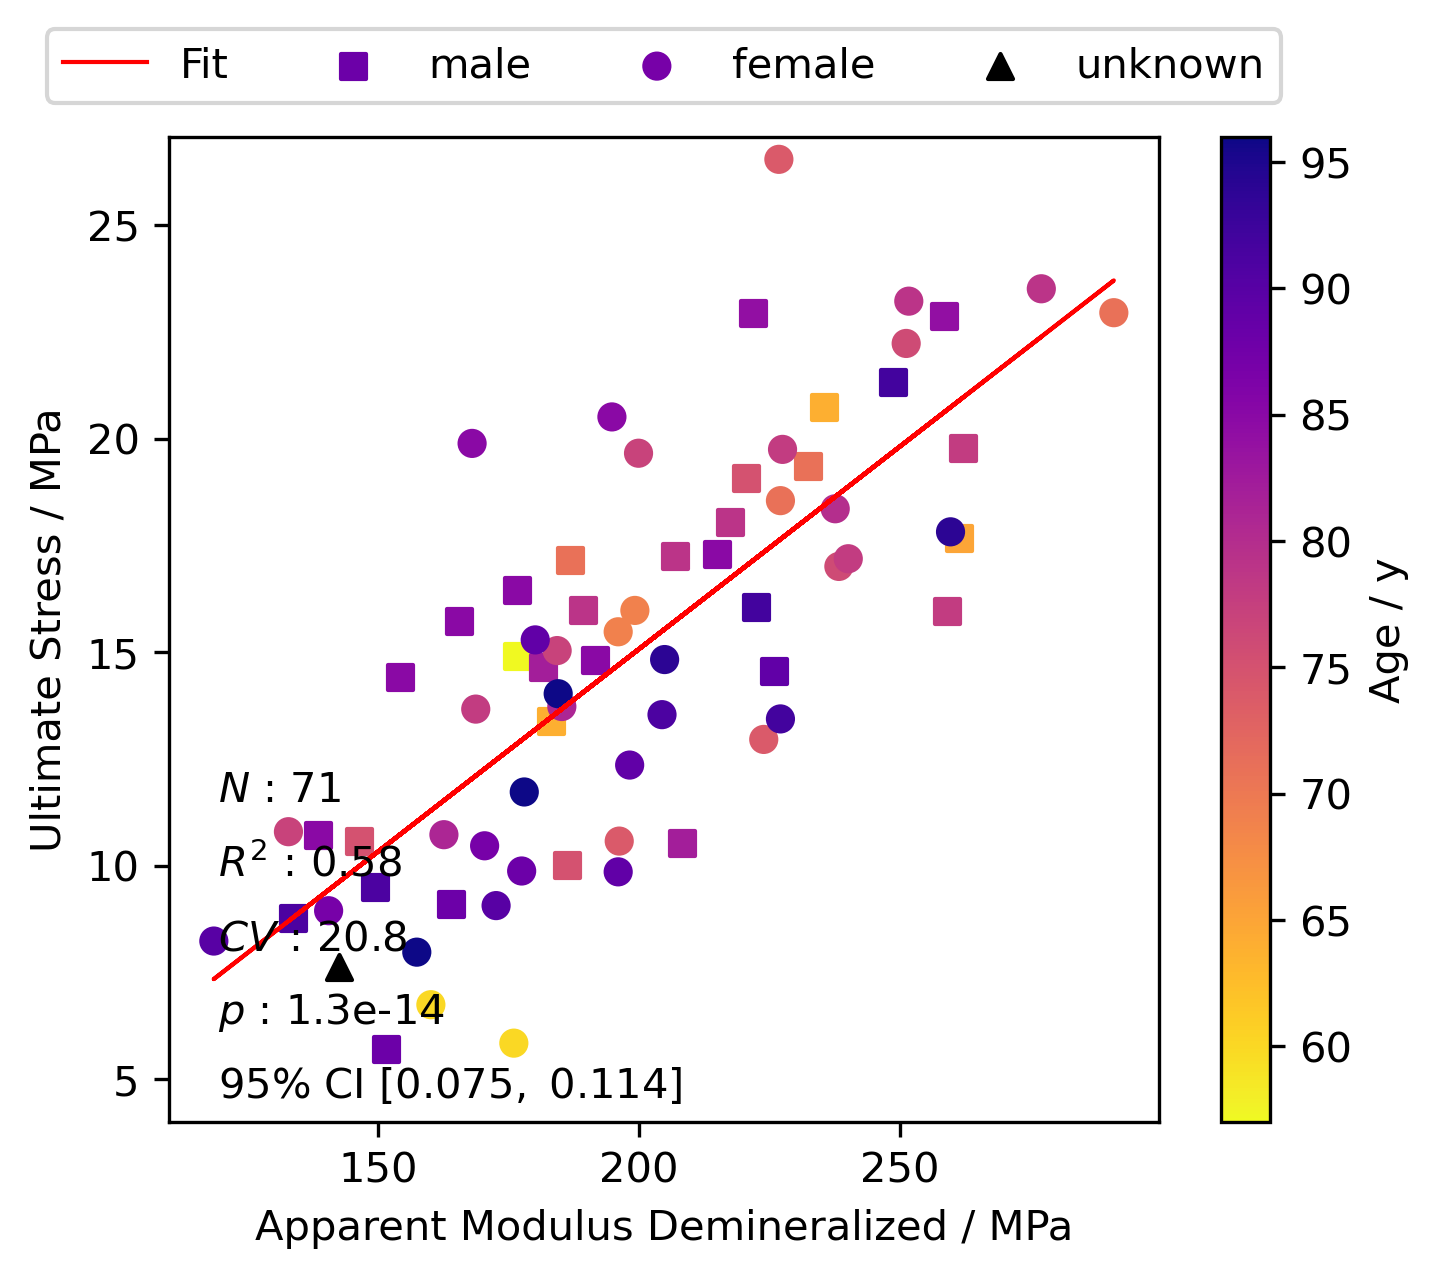 Fit male female unknown
25
20
15
10
5
Ultimate Stress / MPa
N : 71
R² : 0.58
CV : 20.8
p : 1.3e-14
95% CI [0.075, 0.114]
150 200 250
Apparent Modulus Demineralized / MPa
95
90
85
80
75
70
65
60
Age / y